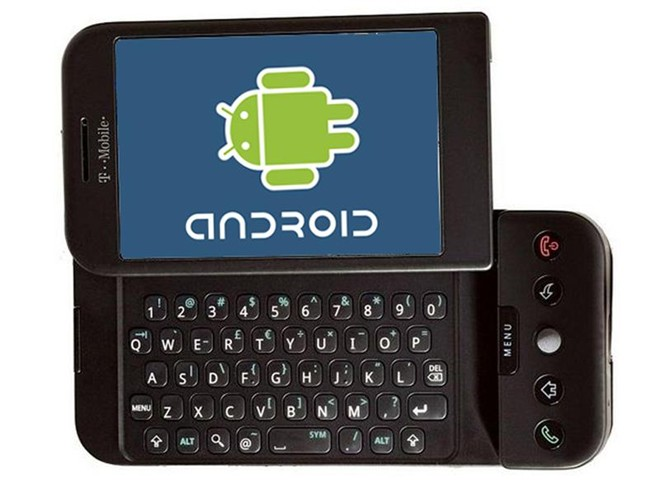 T··Mobile·
ANDROID
1! 2@ 3# 4$ 5% 6^ 7& 8* 9( 0)
Q W E R T Y U I O P
A S D F G H J K L DEL
MENU Z X C V B N M
ALT @ SYM ALT
MENU